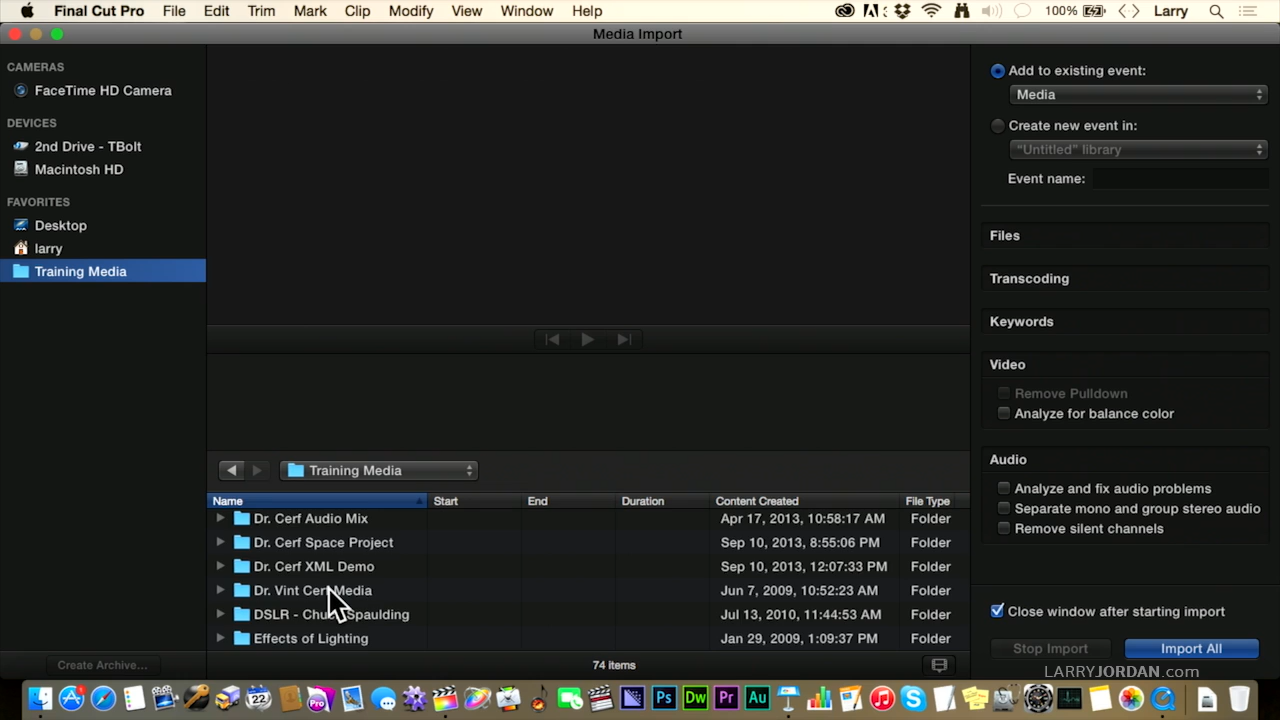 Final Cut Pro File Edit Trim Mark Clip Modify View Window Help 100% Larry
Media Import
CAMERAS
FaceTime HD Camera
DEVICES
2nd Drive - TBolt
Macintosh HD
FAVORITES
Desktop
larry
Training Media
Create Archive...
Training Media
Name Start End Duration Content Created File Type
Dr. Cerf Audio Mix Apr 17, 2013, 10:58:17 AM Folder
Dr. Cerf Space Project Sep 10, 2013, 8:55:06 PM Folder
Dr. Cerf XML Demo Sep 10, 2013, 12:07:33 PM Folder
Dr. Vint Cerf Media Jun 7, 2009, 10:52:23 AM Folder
DSLR - Chuck Spaulding Jul 13, 2010, 11:44:53 AM Folder
Effects of Lighting Jan 29, 2009, 1:09:37 PM Folder
74 items
Add to existing event:
Media
Create new event in:
"Untitled" library
Event name:
Files
Transcoding
Keywords
Video
Remove Pulldown
Analyze for balance color
Audio
Analyze and fix audio problems
Separate mono and group stereo audio
Remove silent channels
Close window after starting import
Stop Import Import All
LARRYJORDAN.com
22 Pro Ps Dw Pr Au